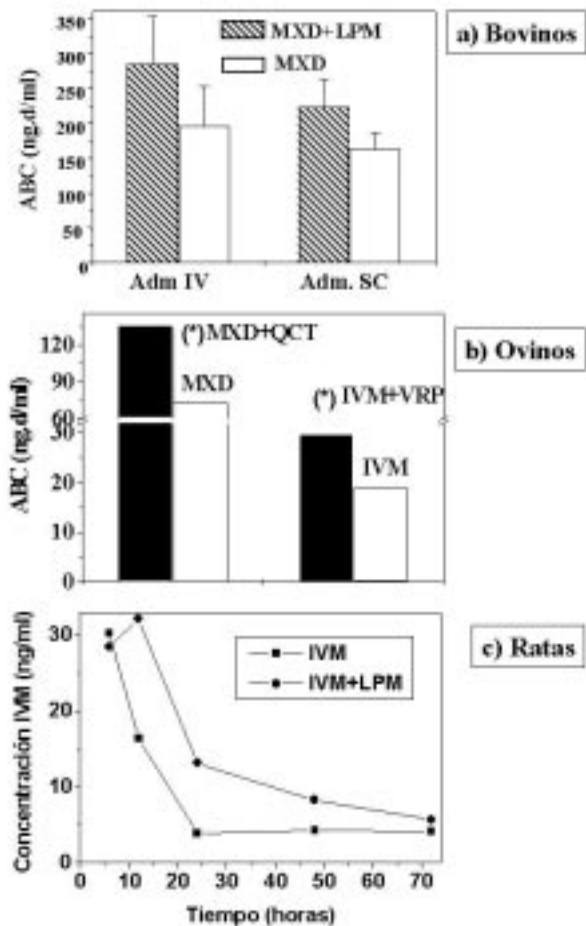 a) Bovinos
ABC (ng.d/ml)
350
300
250
200
150
100
50
0
MXD+LPM
MXD
Adm IV
Adm. SC
b) Ovinos
ABC (ng.d/ml)
120
90
60
30
20
10
0
(*)MXD+QCT
MXD
(*) IVM+VRP
IVM
c) Ratas
Concentración IVM (ng/ml)
30
20
10
0
IVM
IVM+LPM
0 10 20 30 40 50 60 70
Tiempo (horas)